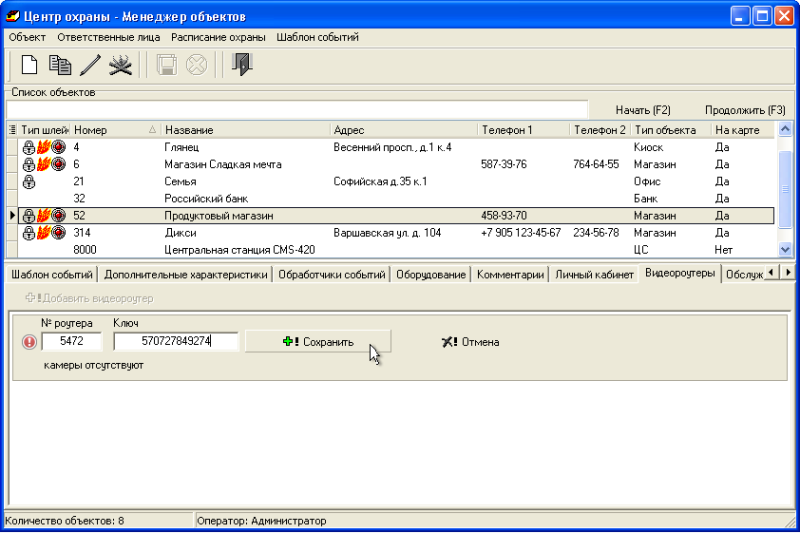 Центр охраны - Менеджер объектов
Объект Ответственные лица Расписание охраны Шаблон событий
Список объектов
Начать (F2) Продолжить (F3)
Тип шлей Номер Название Адрес Телефон 1 Телефон 2 Тип объекта На карте
4 Глянец Весенний просп., д.1 к.4 Киоск Да
6 Магазин Сладкая мечта 587-39-76 764-64-55 Магазин Да
21 Семья Софийская д.35 к.1 Офис Да
32 Российский банк Банк Да
52 Продуктовый магазин 458-93-70 Магазин Да
314 Дикси Варшавская ул. д. 104 +7 905 123-45-67 234-56-78 Магазин Да
8000 Центральная станция CMS-420 ЦС Нет
Шаблон событий Дополнительные характеристики Обработчики событий Оборудование Комментарии Личный кабинет Видеороутеры Обслуж
Добавить видеороутер
№ роутера Ключ
5472 570727849274 Сохранить Отмена
камеры отсутствуют
Количество объектов: 8 Оператор: Администратор